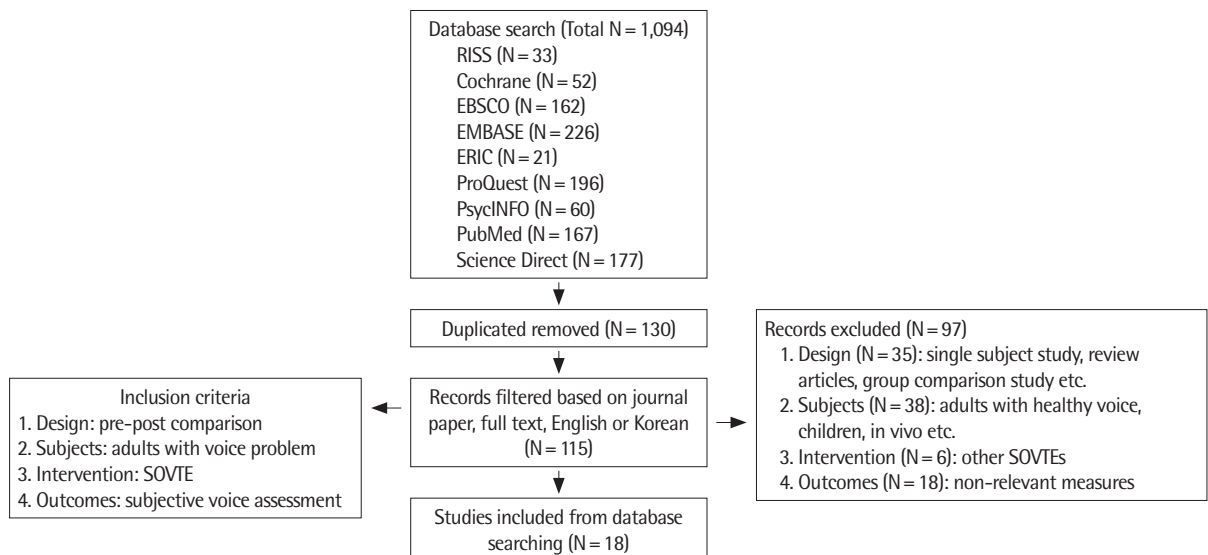 Database search (Total N = 1,094)
RISS (N = 33)
Cochrane (N = 52)
EBSCO (N = 162)
EMBASE (N = 226)
ERIC (N = 21)
ProQuest (N = 196)
PsycINFO (N = 60)
PubMed (N = 167)
Science Direct (N = 177)
Duplicated removed (N = 130)
Records filtered based on journal
paper, full text, English or Korean
(N = 115)
Inclusion criteria
1. Design: pre-post comparison
2. Subjects: adults with voice problem
3. Intervention: SOVTE
4. Outcomes: subjective voice assessment
Records excluded (N = 97)
1. Design (N = 35): single subject study, review
articles, group comparison study etc.
2. Subjects (N = 38): adults with healthy voice,
children, in vivo etc.
3. Intervention (N = 6): other SOVTEs
4. Outcomes (N = 18): non-relevant measures
Studies included from database
searching (N = 18)